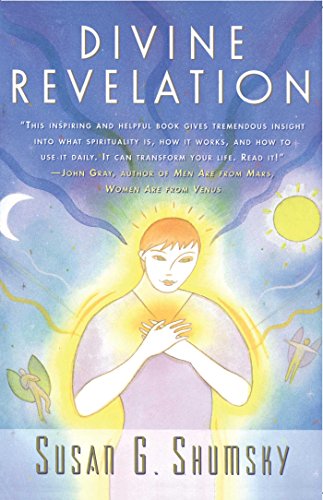 DIVINE
REVELATION
"THIS INSPIRING AND HELPFUL BOOK GIVES TREMENDOUS INSIGHT
INTO WHAT SPIRITUALITY IS, HOW IT WORKS, AND HOW TO
USE IT DAILY. IT CAN TRANSFORM YOUR LIFE. READ IT!"
—JOHN GRAY, AUTHOR OF MEN ARE FROM MARS,
WOMEN ARE FROM VENUS
SUSAN G. SHUMSKY